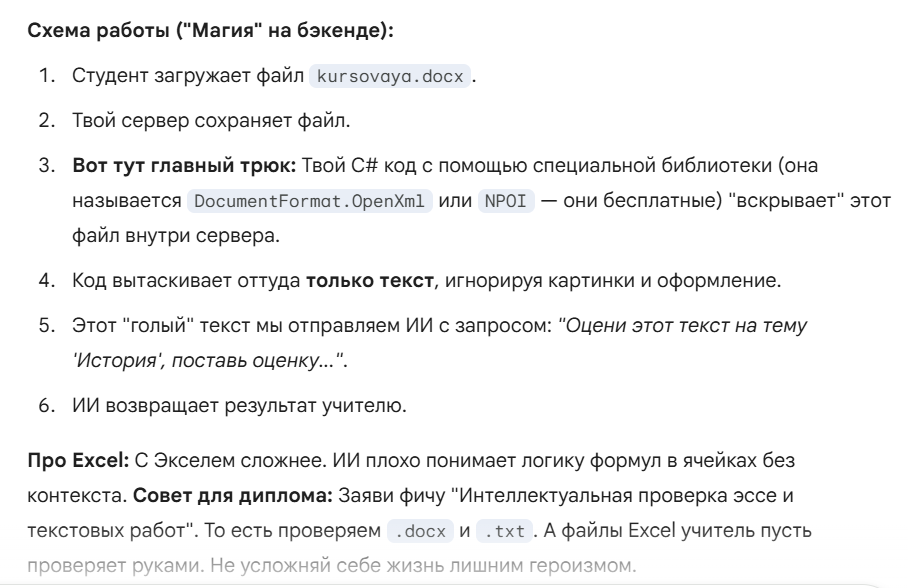 Схема работы ("Магия" на бэкенде):
1. Студент загружает файл kursovaya.docx.
2. Твой сервер сохраняет файл.
3. Вот тут главный трюк: Твой C# код с помощью специальной библиотеки (она
называется DocumentFormat.OpenXml или NPOI — они бесплатные) "вскрывает" этот
файл внутри сервера.
4. Код вытаскивает оттуда только текст, игнорируя картинки и оформление.
5. Этот "голый" текст мы отправляем ИИ с запросом: "Оцени этот текст на тему
'История', поставь оценку...".
6. ИИ возвращает результат учителю.
Про Excel: С Экселем сложнее. ИИ плохо понимает логику формул в ячейках без
контекста. Совет для диплома: Заяви фичу "Интеллектуальная проверка эссе и
текстовых работ". То есть проверяем .docx и .txt. А файлы Excel учитель пусть
проверяет руками. Не усложняй себе жизнь лишним героизмом.